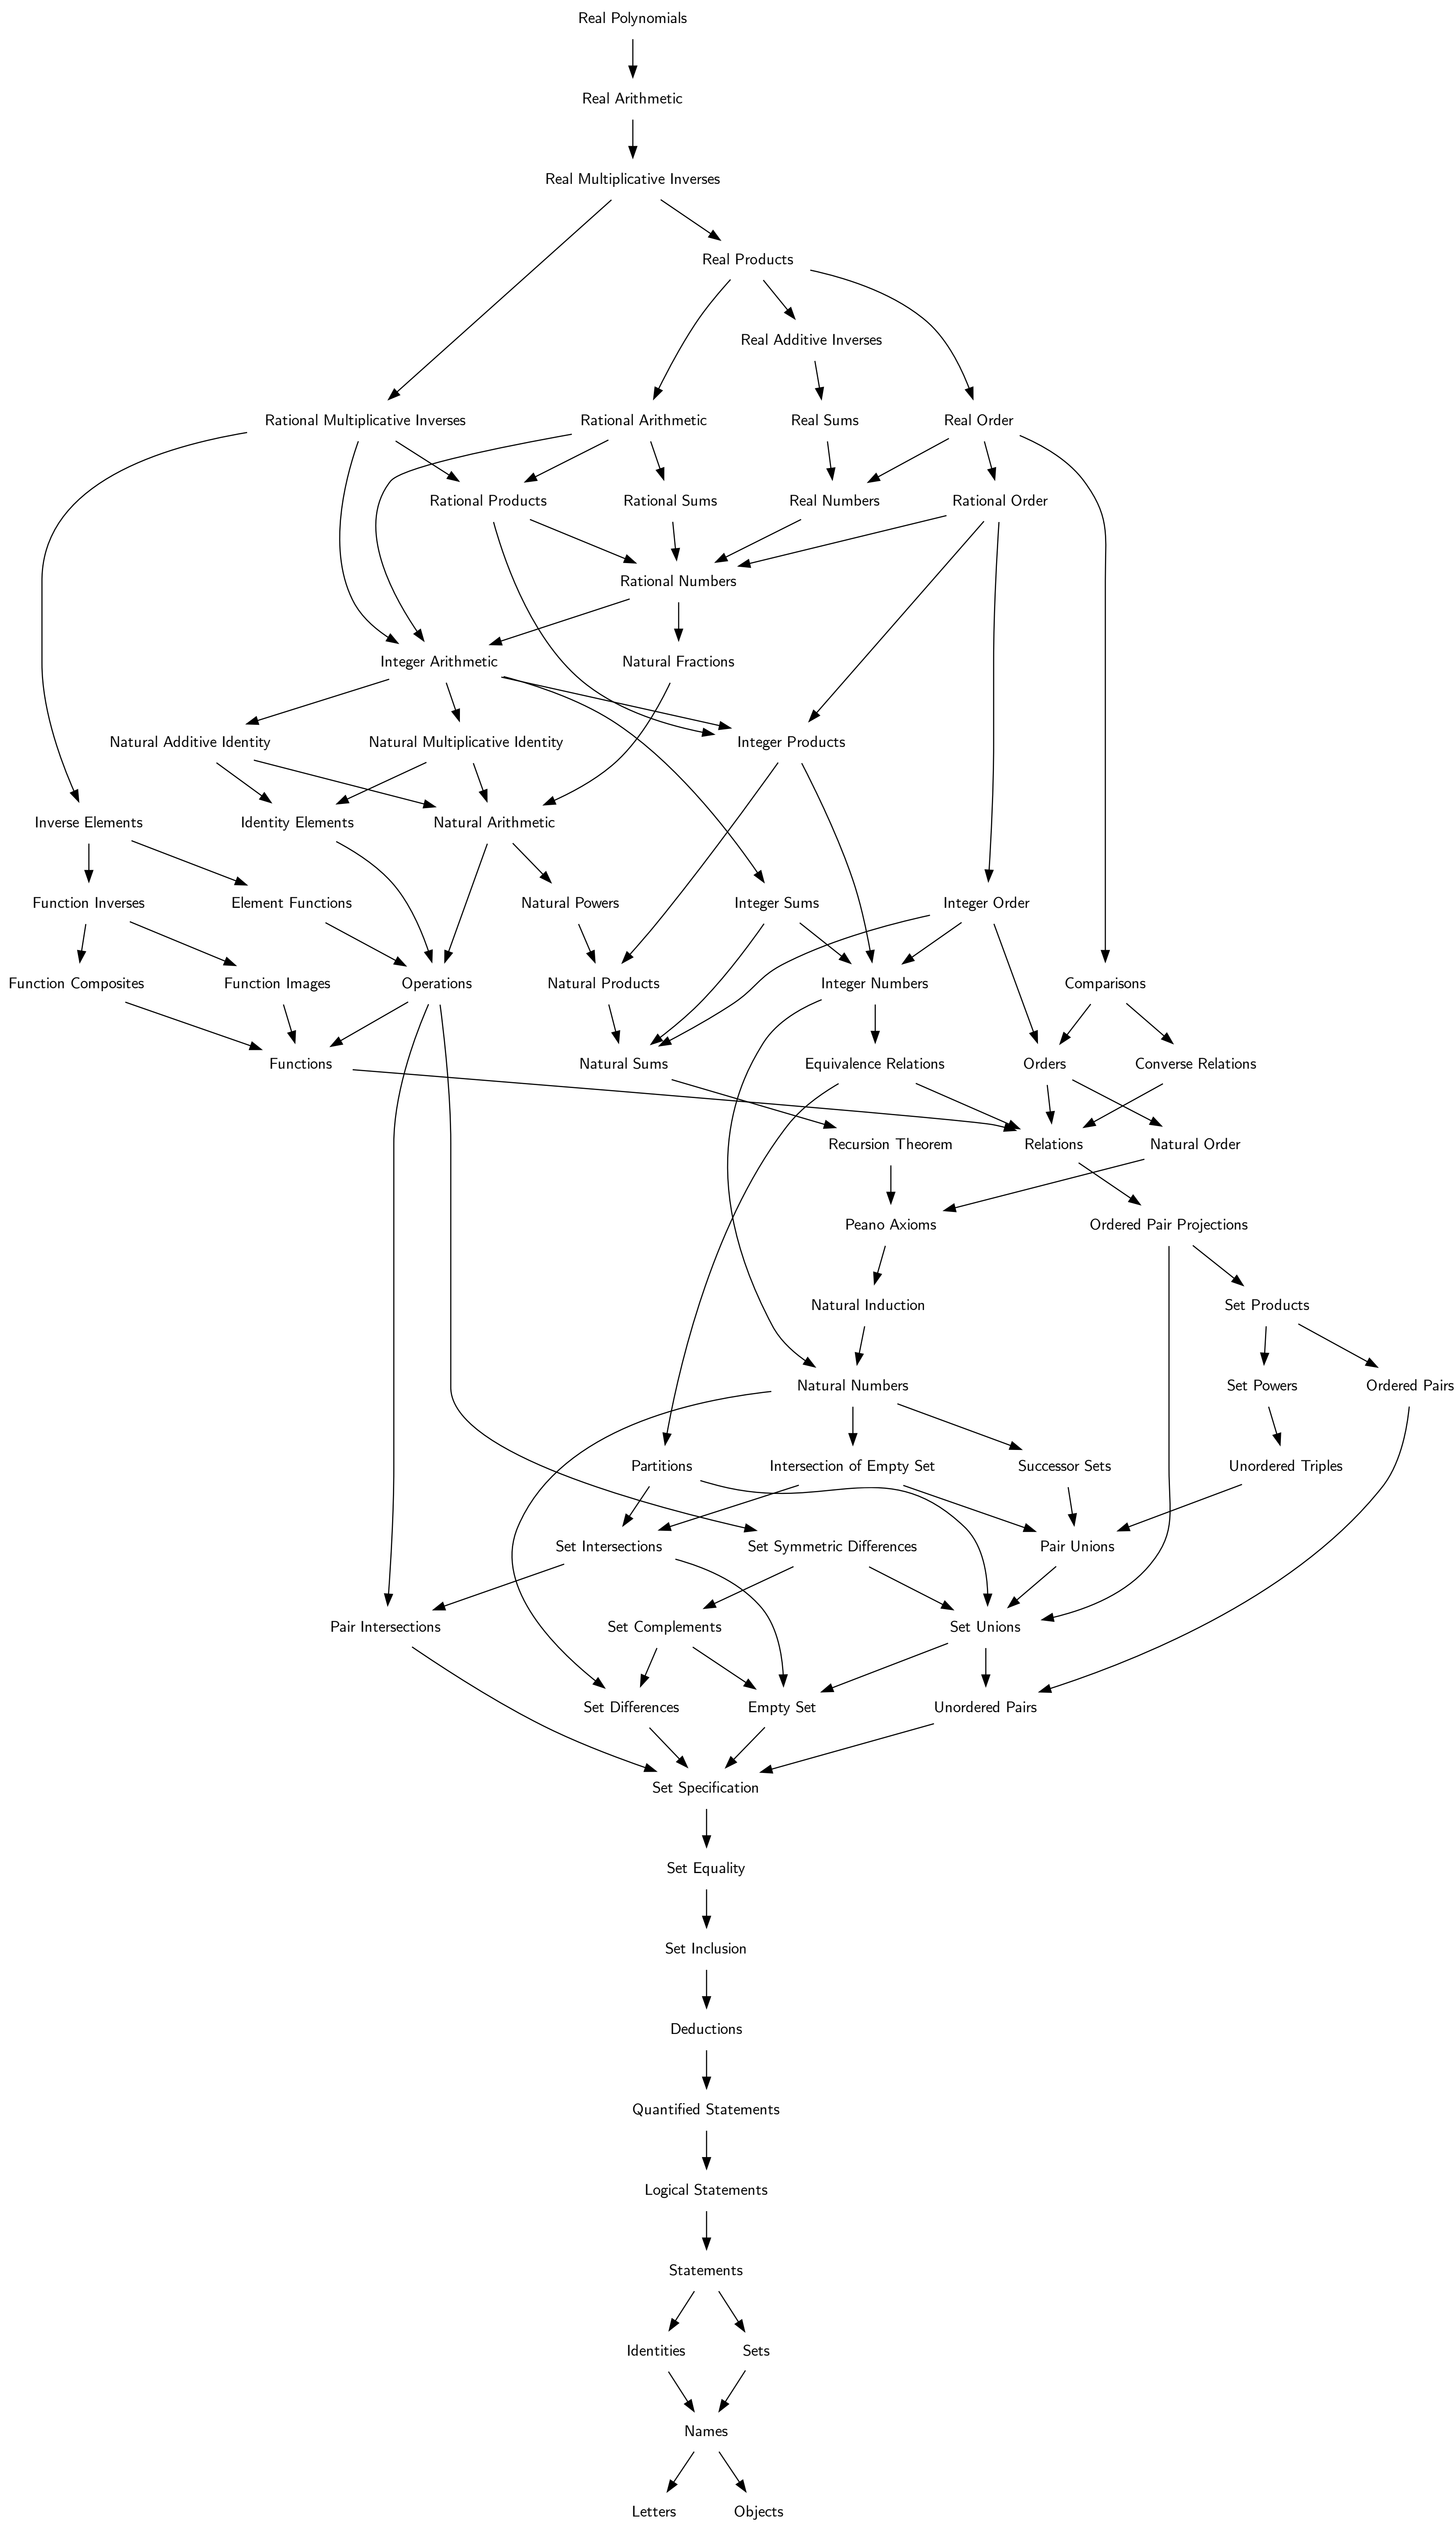 Real Polynomials
Real Arithmetic
Real Multiplicative Inverses
Real Products
Real Additive Inverses
Rational Multiplicative Inverses
Rational Arithmetic
Real Sums
Real Order
Rational Products
Rational Sums
Real Numbers
Rational Order
Rational Numbers
Integer Arithmetic
Natural Fractions
Natural Additive Identity
Natural Multiplicative Identity
Integer Products
Inverse Elements
Identity Elements
Natural Arithmetic
Function Inverses
Element Functions
Natural Powers
Integer Sums
Integer Order
Function Composites
Function Images
Operations
Natural Products
Integer Numbers
Comparisons
Functions
Natural Sums
Equivalence Relations
Orders
Converse Relations
Recursion Theorem
Relations
Natural Order
Peano Axioms
Ordered Pair Projections
Natural Induction
Set Products
Natural Numbers
Set Powers
Ordered Pairs
Partitions
Intersection of Empty Set
Successor Sets
Unordered Triples
Set Intersections
Set Symmetric Differences
Pair Unions
Pair Intersections
Set Complements
Set Unions
Set Differences
Empty Set
Unordered Pairs
Set Specification
Set Equality
Set Inclusion
Deductions
Quantified Statements
Logical Statements
Statements
Identities
Sets
Names
Letters
Objects